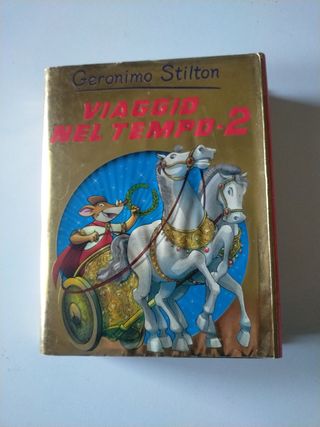 Geronimo Stilton
VIAGGIO
NEL TEMPO-2